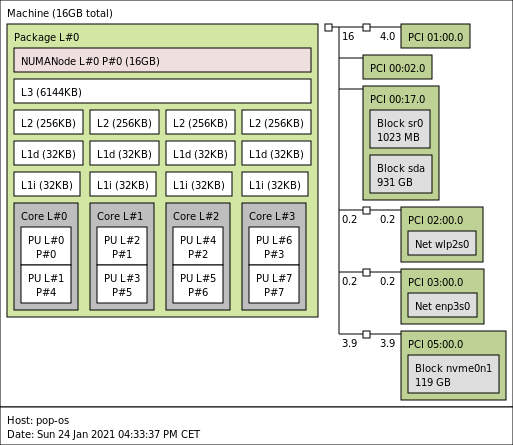 Machine (16GB total)
Package L#0
NUMANode L#0 P#0 (16GB)
L3 (6144KB)
L2 (256KB) L2 (256KB) L2 (256KB) L2 (256KB)
L1d (32KB) L1d (32KB) L1d (32KB) L1d (32KB)
L1i (32KB) L1i (32KB) L1i (32KB) L1i (32KB)
Core L#0 Core L#1 Core L#2 Core L#3
PU L#0 PU L#2 PU L#4 PU L#6
P#0 P#1 P#2 P#3
PU L#1 PU L#3 PU L#5 PU L#7
P#4 P#5 P#6 P#7
16 4.0 PCI 01:00.0
PCI 00:02.0
PCI 00:17.0
Block sr0
1023 MB
Block sda
931 GB
0.2 0.2 PCI 02:00.0
Net wlp2s0
0.2 0.2 PCI 03:00.0
Net enp3s0
3.9 3.9 PCI 05:00.0
Block nvme0n1
119 GB
Host: pop-os
Date: Sun 24 Jan 2021 04:33:37 PM CET